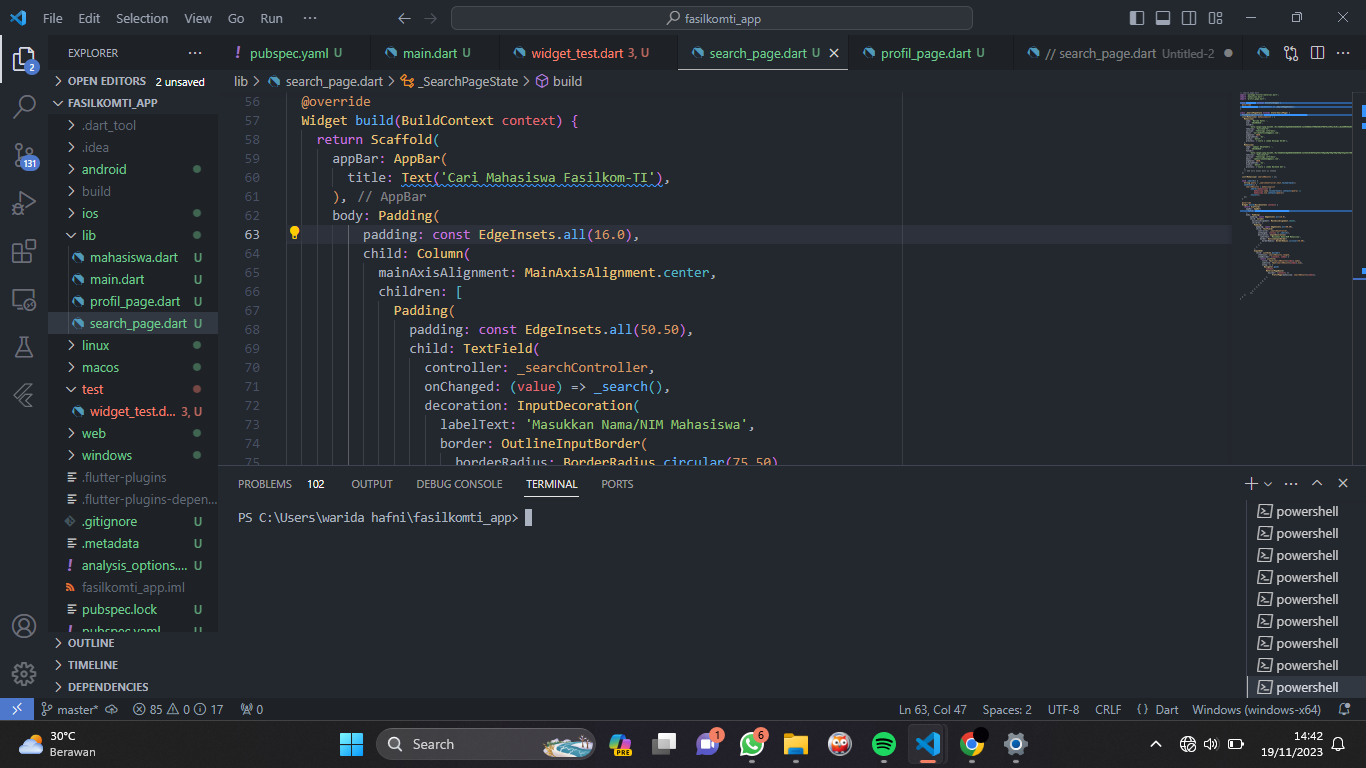 File Edit Selection View Go Run ··· fasilkomti_app
EXPLORER ···
pubspec.yaml U main.dart U widget_test.dart 3, U search_page.dart U profil_page.dart U // search_page.dart Untitled-2 ···
OPEN EDITORS 2 unsaved
lib > search_page.dart > _SearchPageState > build
FASILKOMTI_APP
.dart_tool
.idea
android
build
ios
lib
mahasiswa.dart U
main.dart U
profil_page.dart U
search_page.dart U
linux
macos
test
widget_test.d... 3, U
web
windows
.flutter-plugins
.flutter-plugins-depen...
.gitignore U
.metadata U
analysis_options.... U
fasilkomti_app.iml
pubspec.lock U
pubspec.yaml U
OUTLINE
TIMELINE
DEPENDENCIES
2
131
56 @override
57 Widget build(BuildContext context) {
58 return Scaffold(
59 appBar: AppBar(
60 title: Text('Cari Mahasiswa Fasilkom-TI'),
61 ), // AppBar
62 body: Padding(
63 padding: const EdgeInsets.all(16.0),
64 child: Column(
65 mainAxisAlignment: MainAxisAlignment.center,
66 children: [
67 Padding(
68 padding: const EdgeInsets.all(50.50),
69 child: TextField(
70 controller: _searchController,
71 onChanged: (value) => _search(),
72 decoration: InputDecoration(
73 labelText: 'Masukkan Nama/NIM Mahasiswa',
74 border: OutlineInputBorder(
75 borderRadius: BorderRadius.circular(75.50)
PROBLEMS 102 OUTPUT DEBUG CONSOLE TERMINAL PORTS
PS C:\Users\warida hafni\fasilkomti_app>
powershell
powershell
powershell
powershell
powershell
powershell
powershell
powershell
powershell
master* 85 0 17 0 Ln 63, Col 47 Spaces: 2 UTF-8 CRLF {} Dart Windows (windows-x64)
30°C
Berawan
Search
PRE
1
6
14:42
19/11/2023